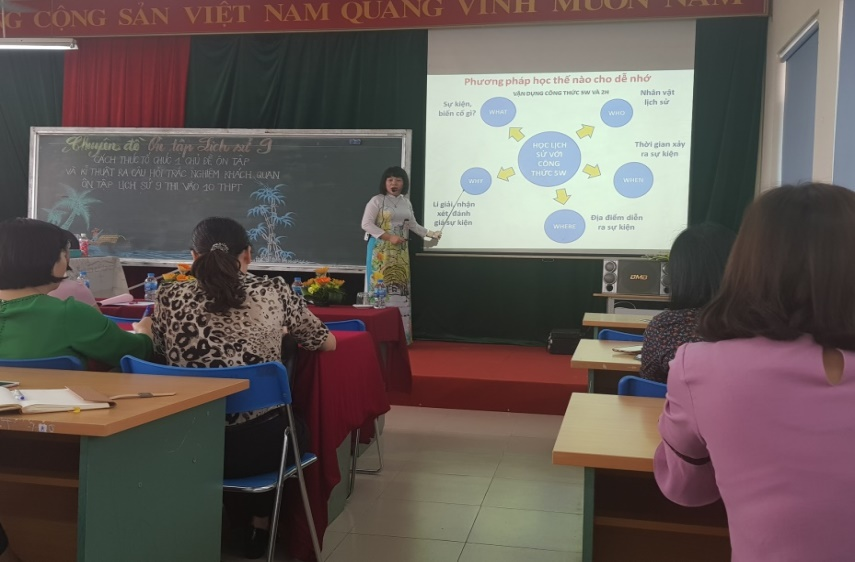 CỘNG SẢN VIỆT NAM QUANG VINH MUÔN NĂM
Chuyên đề Ôn tập Lịch sử 9
CÁCH THỨC TỔ CHỨC 1 CHỦ ĐỀ ÔN TẬP
VÀ KĨ THUẬT RA CÂU HỎI TRẮC NGHIỆM KHÁCH QUAN
ÔN TẬP LỊCH SỬ 9 THI VÀO 10 THPT
Phương pháp học thế nào cho dễ nhớ
VẬN DỤNG CÔNG THỨC 5W VÀ 2H
Sự kiện,
biến cố gì?
WHAT
WHO
Nhân vật
lịch sử
HỌC LỊCH
SỬ VỚI
CÔNG
THỨC 5W
Thời gian xảy
ra sự kiện
WHEN
WHY
Lí giải, nhận
xét, đánh
giá sự kiện
WHERE
Địa điểm diễn
ra sự kiện
BMB